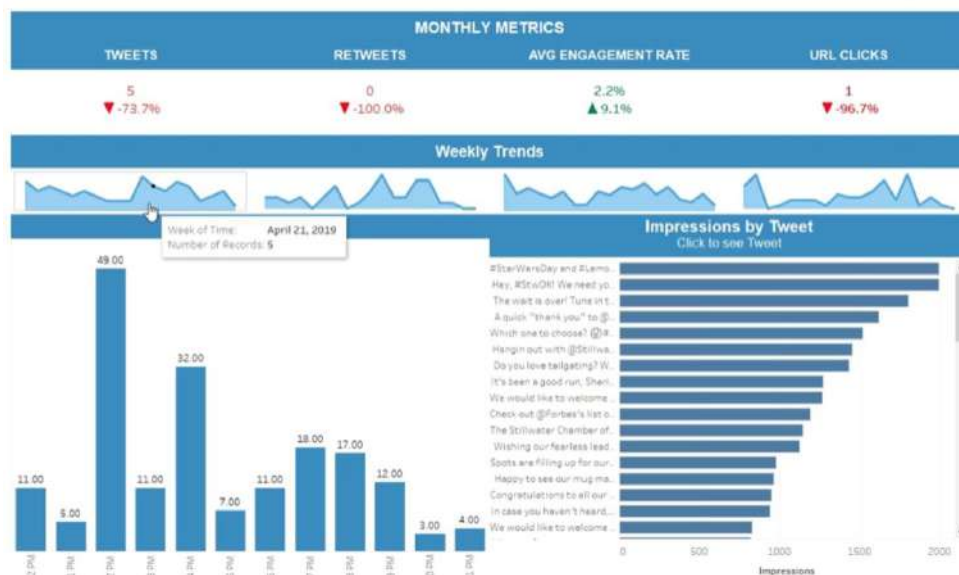 MONTHLY METRICS
TWEETS RETWEETS AVG ENGAGEMENT RATE URL CLICKS
5 0 2.2% 1
▼ -73.7% ▼ -100.0% ▲ 9.1% ▼ -96.7%
Weekly Trends
Week of Time: April 21, 2019
Number of Records: 5
Impressions by Tweet
Click to see Tweet
49.00
32.00
18.00
17.00
11.00 11.00 11.00 12.00
5.00 7.00 3.00 4.00
#StarWarsDay and #Lemo..
Hey, #StwOK! We need yo..
The wait is over! Tune in t..
A quick "thank you" to @..
Which one to choose? #..
Hangin out with @Stillwa..
Do you love tailgating? W..
It's been a good run, Sheri..
We would like to welcome..
Check out @Forbes's list o..
The Stillwater Chamber of..
Wishing our fearless lead..
Spots are filling up for our..
Happy to see our mug ma..
Congratulations to all our ..
In case you haven't heard,..
We would like to welcome..
0 500 1000 1500 2000
Impressions